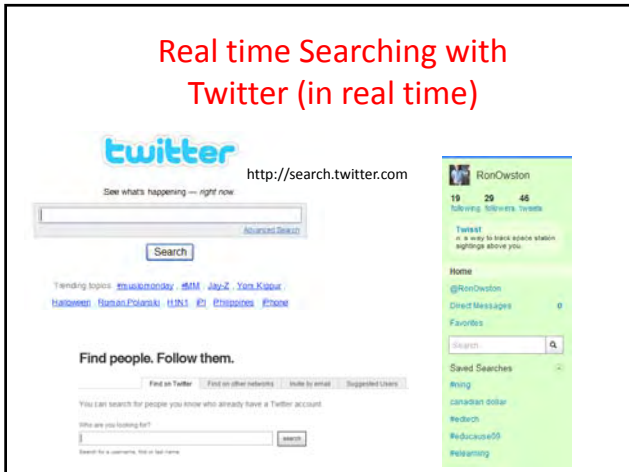 Real time Searching with
Twitter (in real time)
twitter
http://search.twitter.com
See what's happening — right now.
Advanced Search
Search
Trending topics: #musicmonday, #MM, Jay-Z, Yom Kippur,
Halloween, Roman Polanski, H1N1, Philippines, iPhone
Find people. Follow them.
Find on Twitter Find on other networks Invite by email Suggested Users
You can search for people you know who already have a Twitter account.
Who are you looking for?
search
Search for a username, first or last name
RonOwston
19 29 46
following followers tweets
Twisst
a way to track space station
sightings above you.
Home
@RonOwston
Direct Messages 0
Favorites
Search
Saved Searches
#ning
canadian dollar
#edtech
#educause09
#elearning